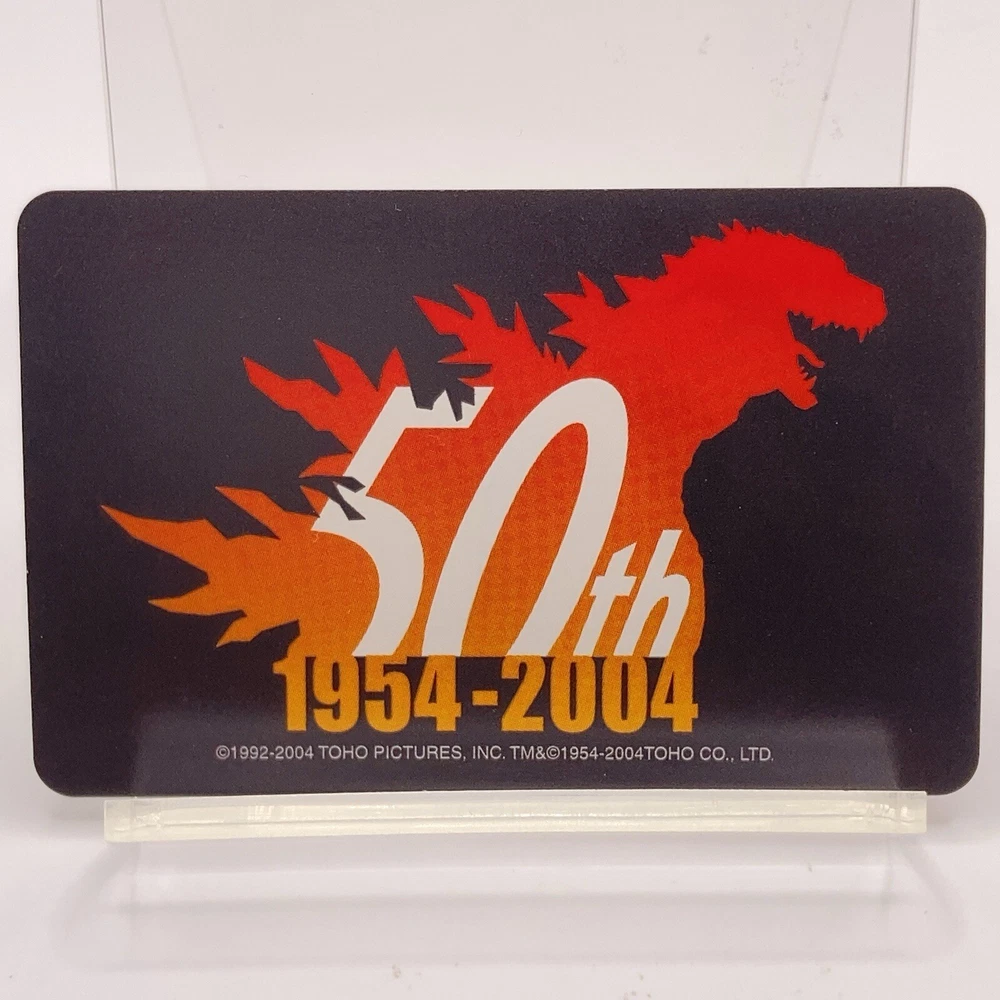 50th
1954-2004
©1992-2004 TOHO PICTURES, INC. TM&©1954-2004TOHO CO., LTD.